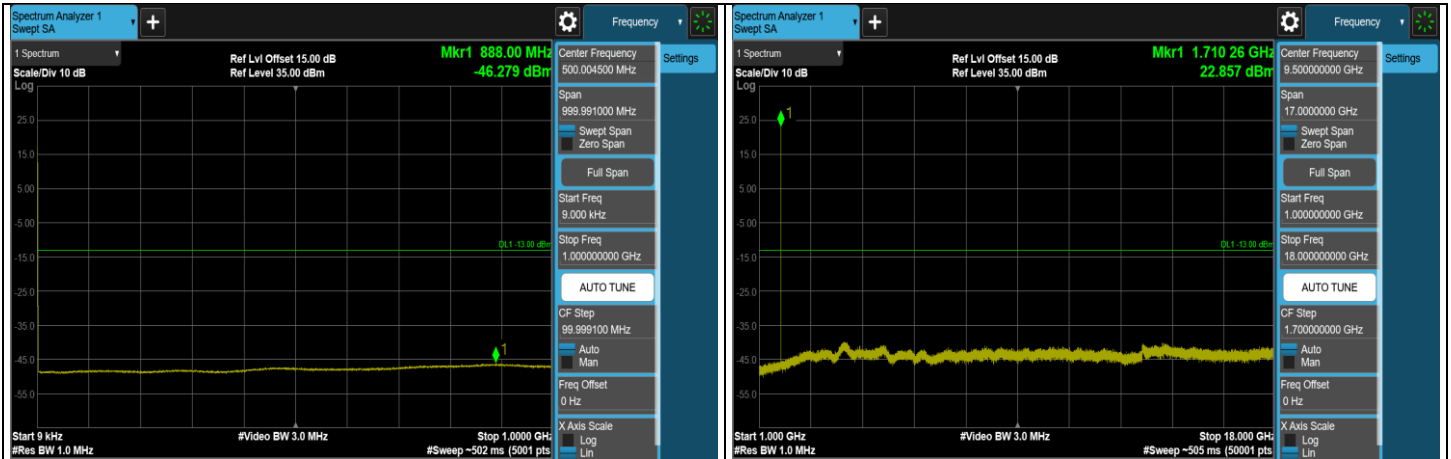 Spectrum Analyzer 1
Swept SA
+
Frequency
1 Spectrum
Scale/Div 10 dB
Log
Ref Lvl Offset 15.00 dB
Ref Level 35.00 dBm
Mkr1 888.00 MHz
-46.279 dBm
1
25.0
15.0
5.00
-5.00
-15.0
-25.0
-35.0
-45.0
-55.0
DL1 -13.00 dBm
1
Start 9 kHz
#Res BW 1.0 MHz
#Video BW 3.0 MHz
Stop 1.0000 GHz
#Sweep ~502 ms (5001 pts
Center Frequency
500.004500 MHz
Settings
Span
999.991000 MHz
Swept Span
Zero Span
Full Span
Start Freq
9.000 kHz
Stop Freq
1.000000000 GHz
AUTO TUNE
CF Step
99.999100 MHz
Auto
Man
Freq Offset
0 Hz
X Axis Scale
Log
Lin
Spectrum Analyzer 1
Swept SA
+
Frequency
1 Spectrum
Scale/Div 10 dB
Log
Ref Lvl Offset 15.00 dB
Ref Level 35.00 dBm
Mkr1 1.710 26 GHz
22.857 dBm
1
25.0
15.0
5.00
-5.00
-15.0
-25.0
-35.0
-45.0
-55.0
DL1 -13.00 dBm
Start 1.000 GHz
#Res BW 1.0 MHz
#Video BW 3.0 MHz
Stop 18.000 GHz
#Sweep ~505 ms (50001 pts
Center Frequency
9.500000000 GHz
Settings
Span
17.0000000 GHz
Swept Span
Zero Span
Full Span
Start Freq
1.000000000 GHz
Stop Freq
18.000000000 GHz
AUTO TUNE
CF Step
1.700000000 GHz
Auto
Man
Freq Offset
0 Hz
X Axis Scale
Log
Lin